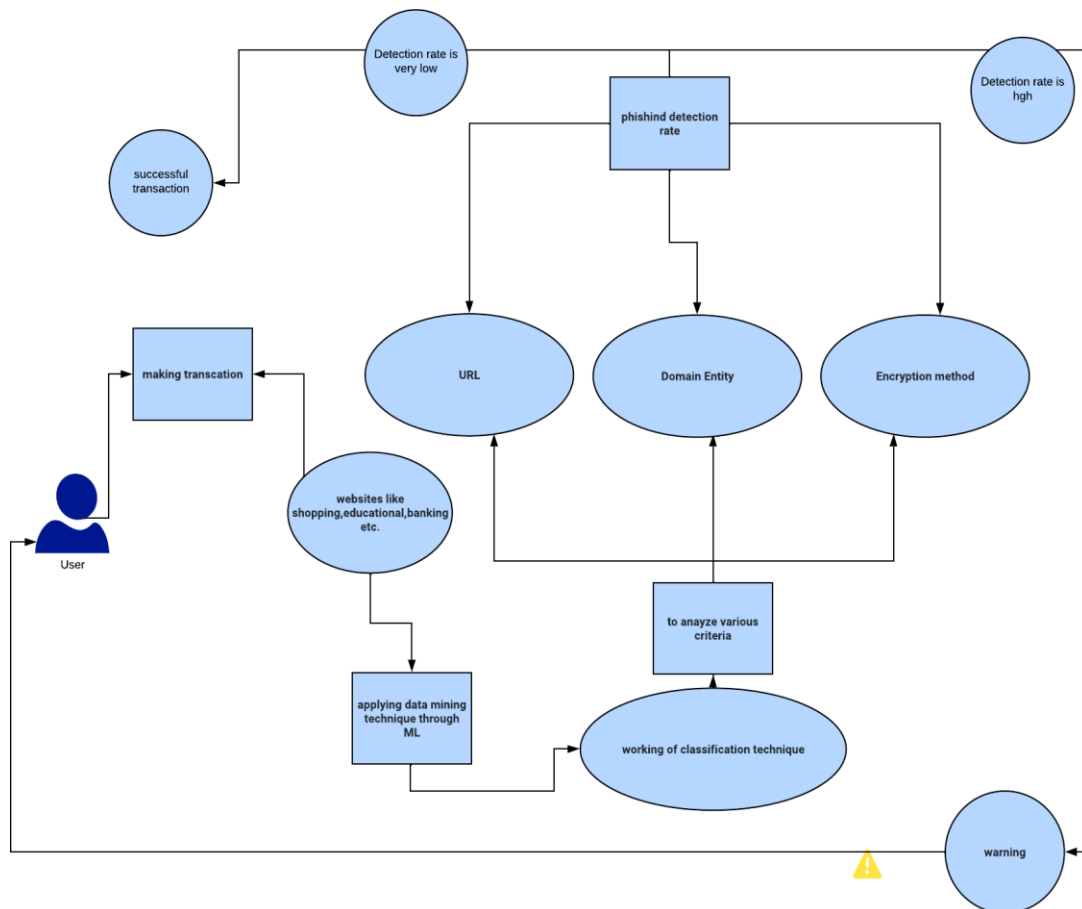 Detection rate is
very low
Detection rate is
hgh
phishind detection
rate
successful
transaction
making transcation
URL
Domain Entity
Encryption method
websites like
shopping,educational,banking
etc.
User
to anayze various
criteria
applying data mining
technique through
ML
working of classification technique
warning